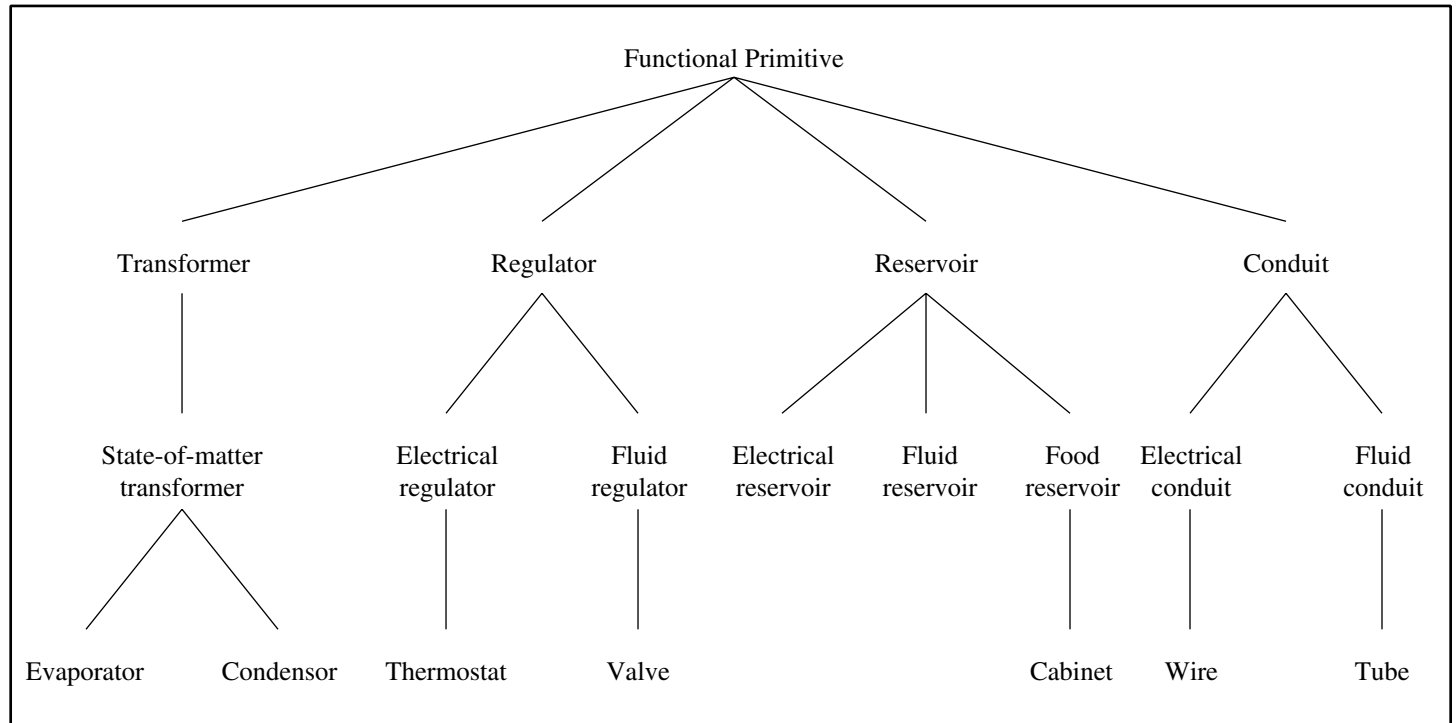 Functional Primitive
Transformer Regulator Reservoir Conduit
State-of-matter Electrical Fluid Electrical Fluid Food Electrical Fluid
transformer regulator regulator reservoir reservoir reservoir conduit conduit
Evaporator Condensor Thermostat Valve Cabinet Wire Tube